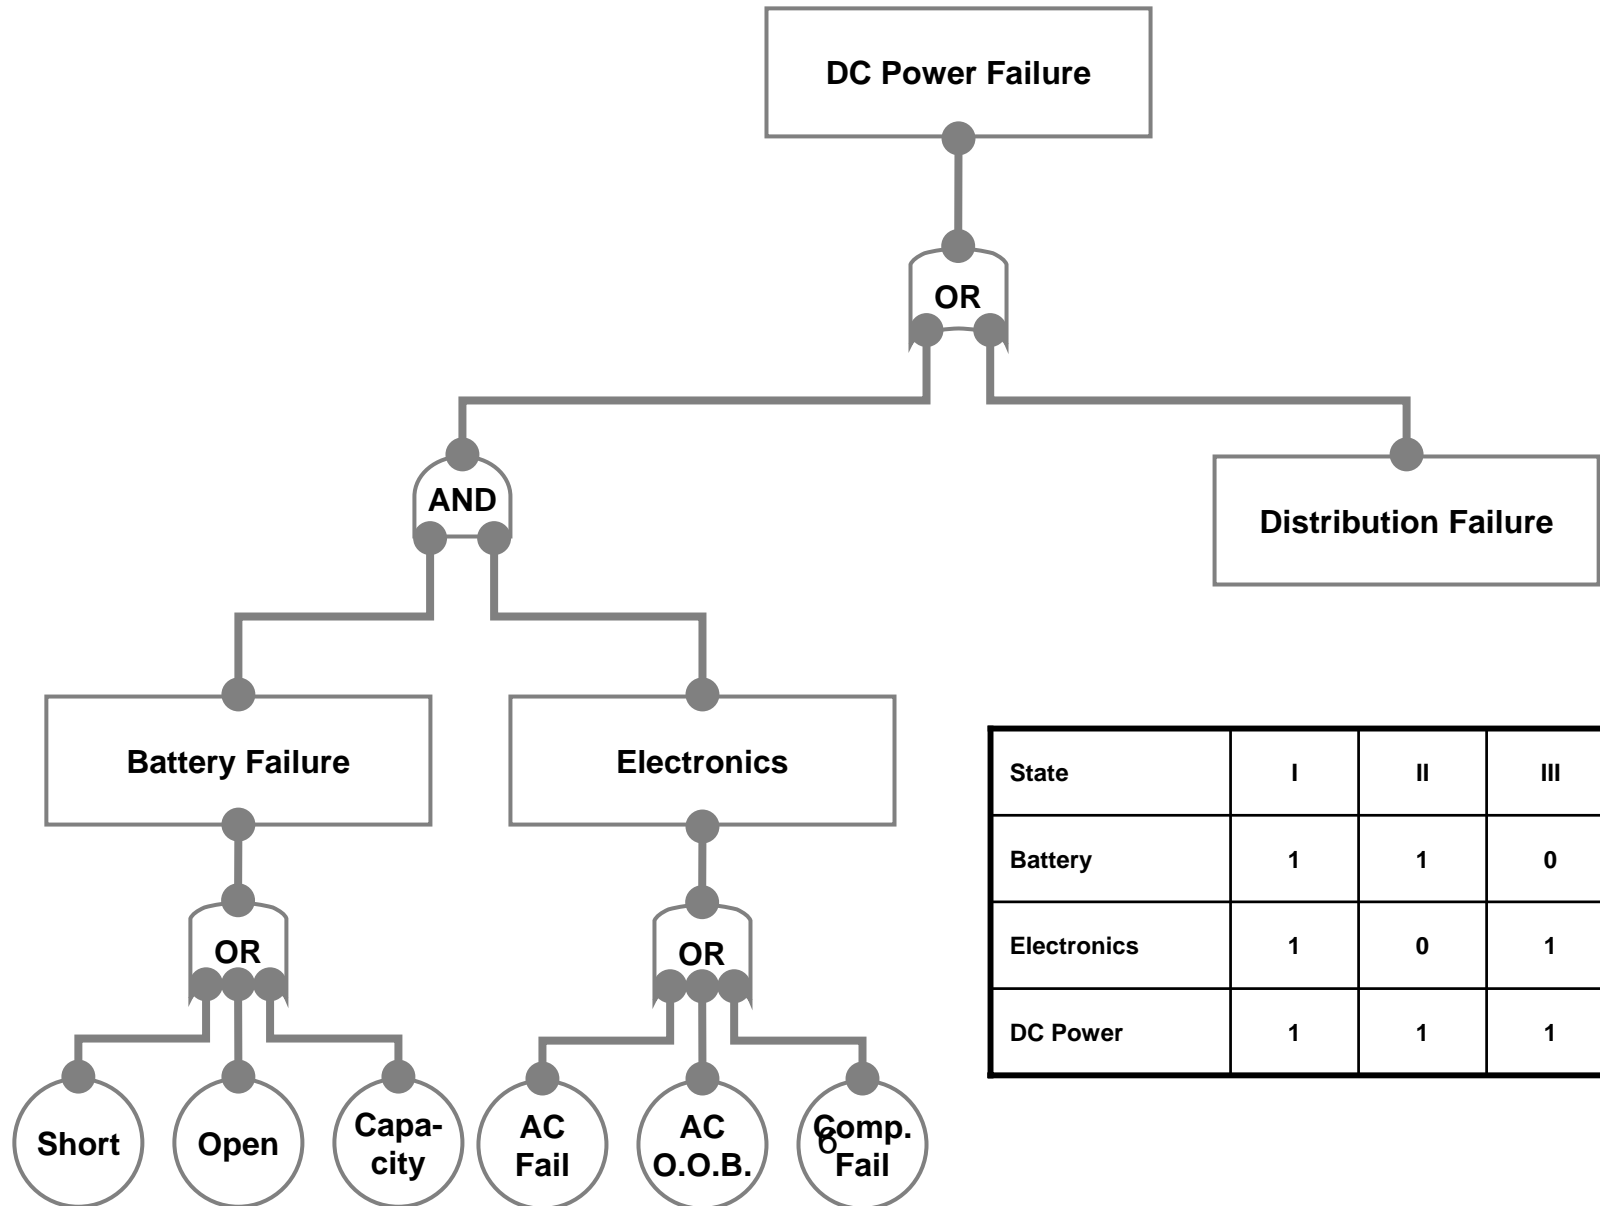 DC Power Failure
OR
AND
Distribution Failure
Battery Failure
Electronics
State I II III
Battery 1 1 0
Electronics 1 0 1
DC Power 1 1 1
OR
OR
Short
Open
Capa-
city
AC
Fail
AC
O.O.B.
Comp.
Fail
6